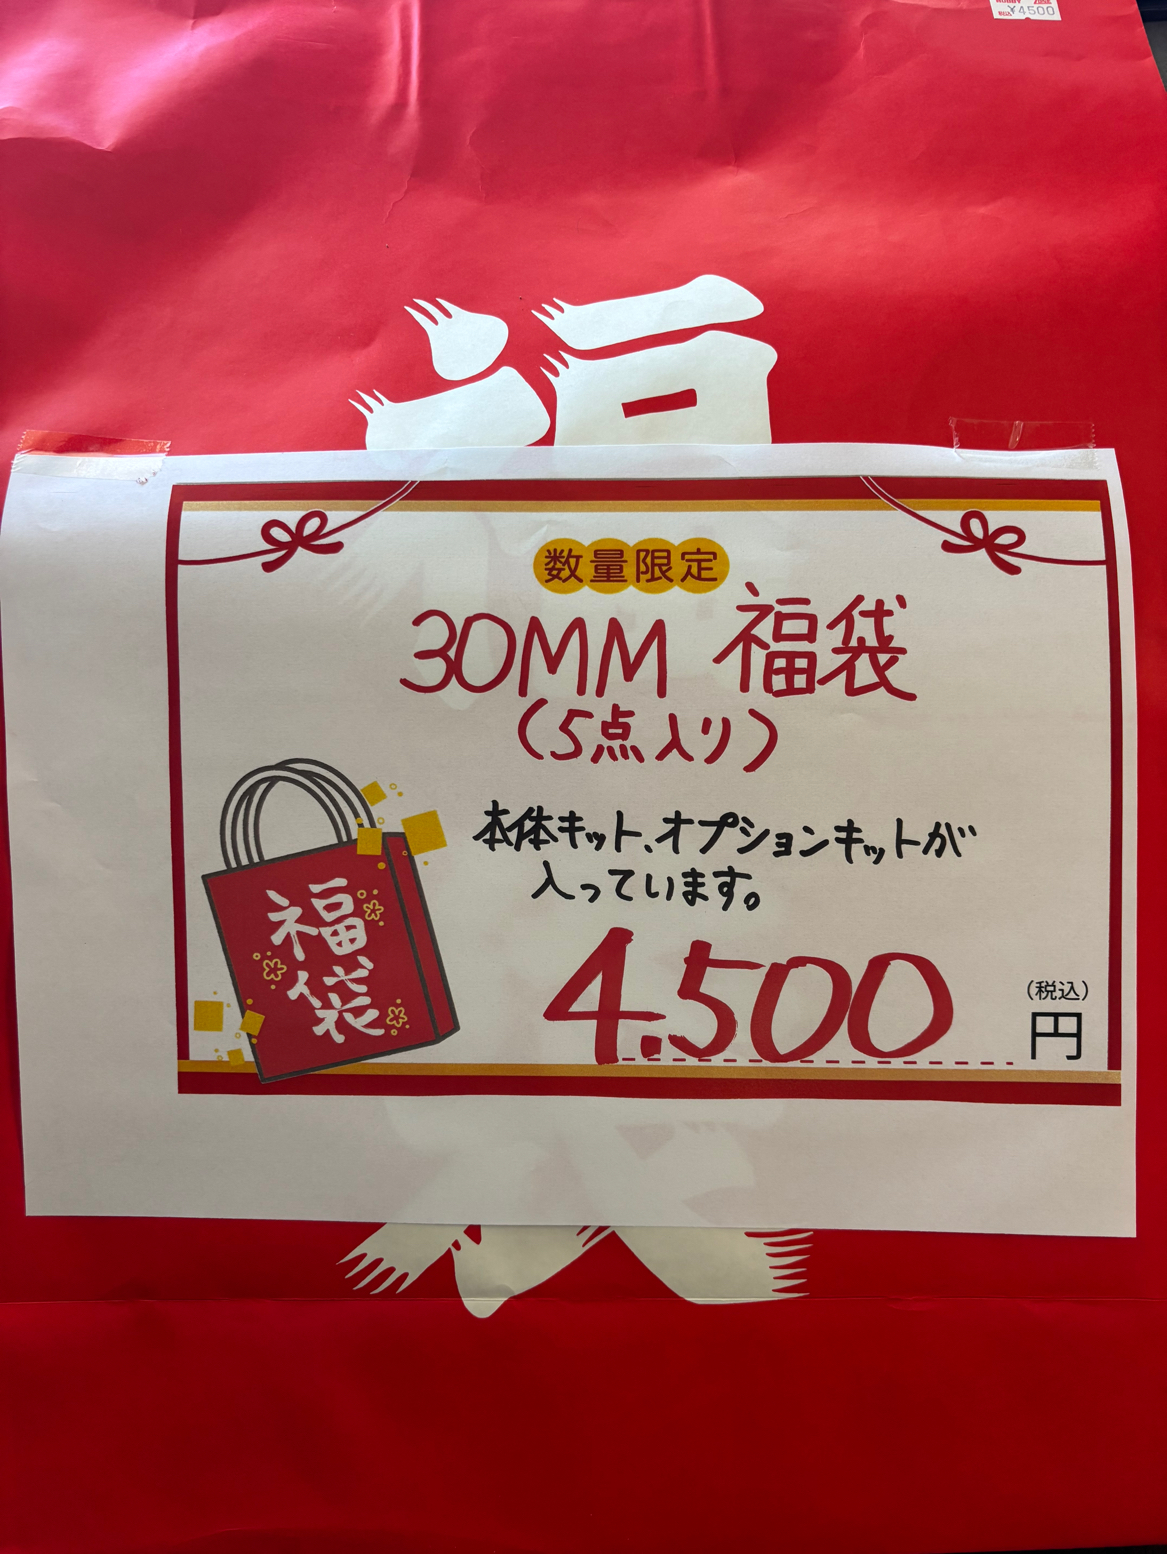 ¥4500
福
数量限定
30MM 福袋
(5点入り)
本体キット、オプションキットが
入っています。
福袋
4.500
(税込)
円